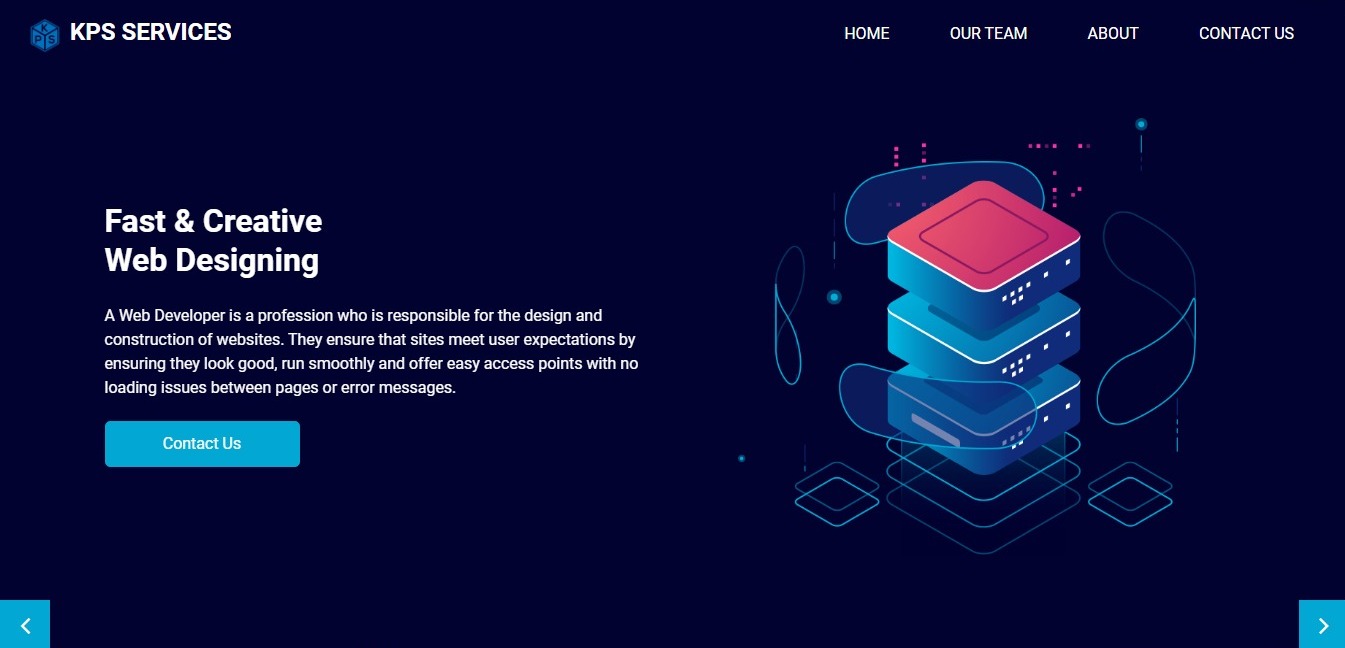 KPS
KPS SERVICES
HOME
OUR TEAM
ABOUT
CONTACT US
Fast & Creative
Web Designing
A Web Developer is a profession who is responsible for the design and
construction of websites. They ensure that sites meet user expectations by
ensuring they look good, run smoothly and offer easy access points with no
loading issues between pages or error messages.
Contact Us